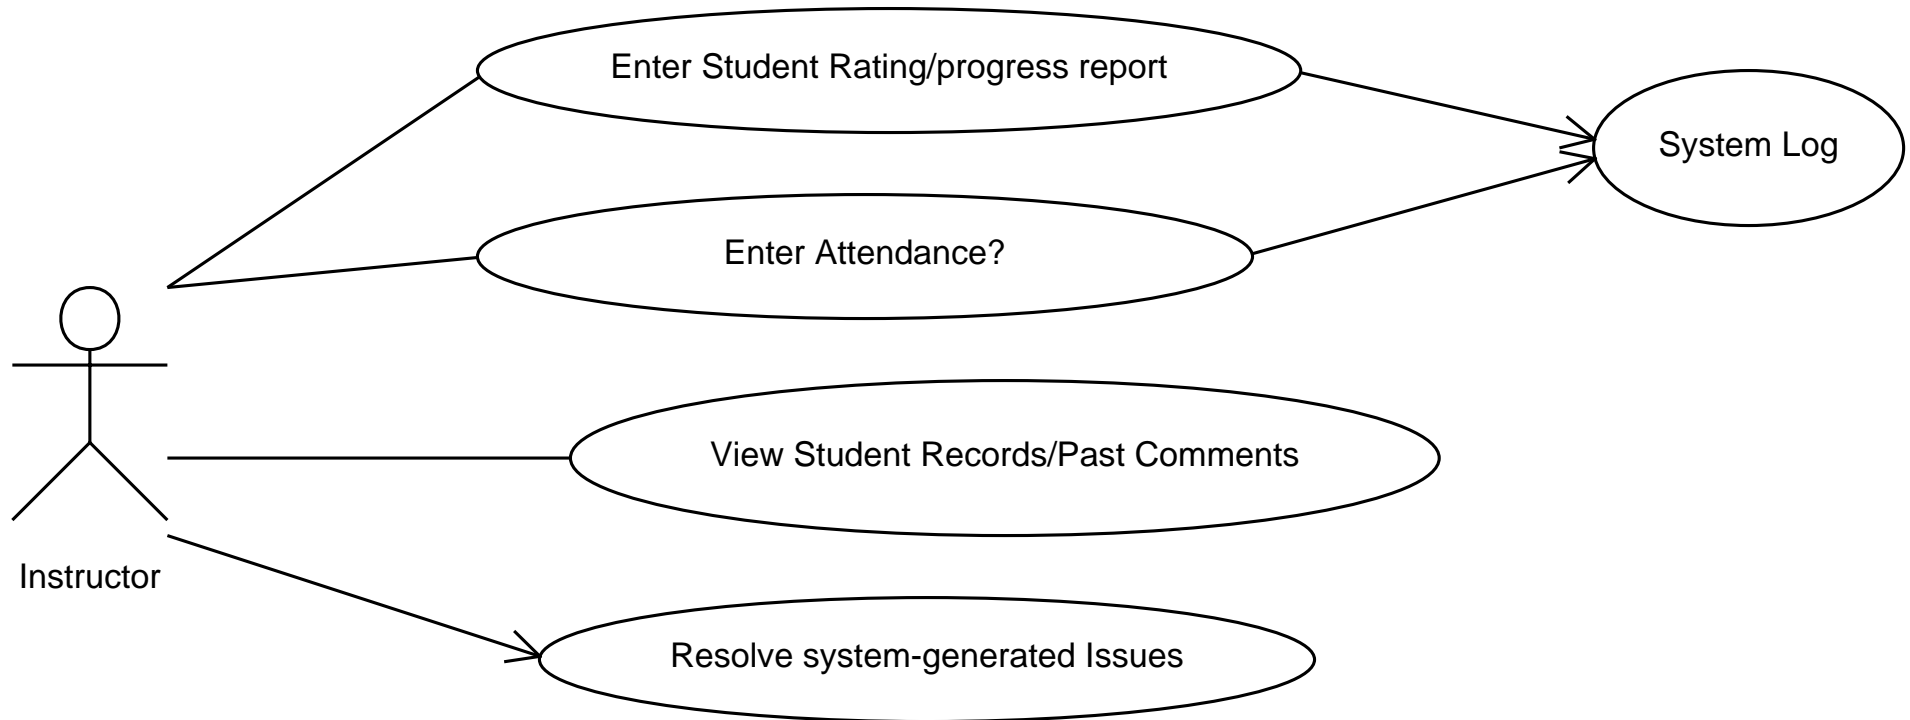 Enter Student Rating/progress report
System Log
Enter Attendance?
View Student Records/Past Comments
Instructor
Resolve system-generated Issues